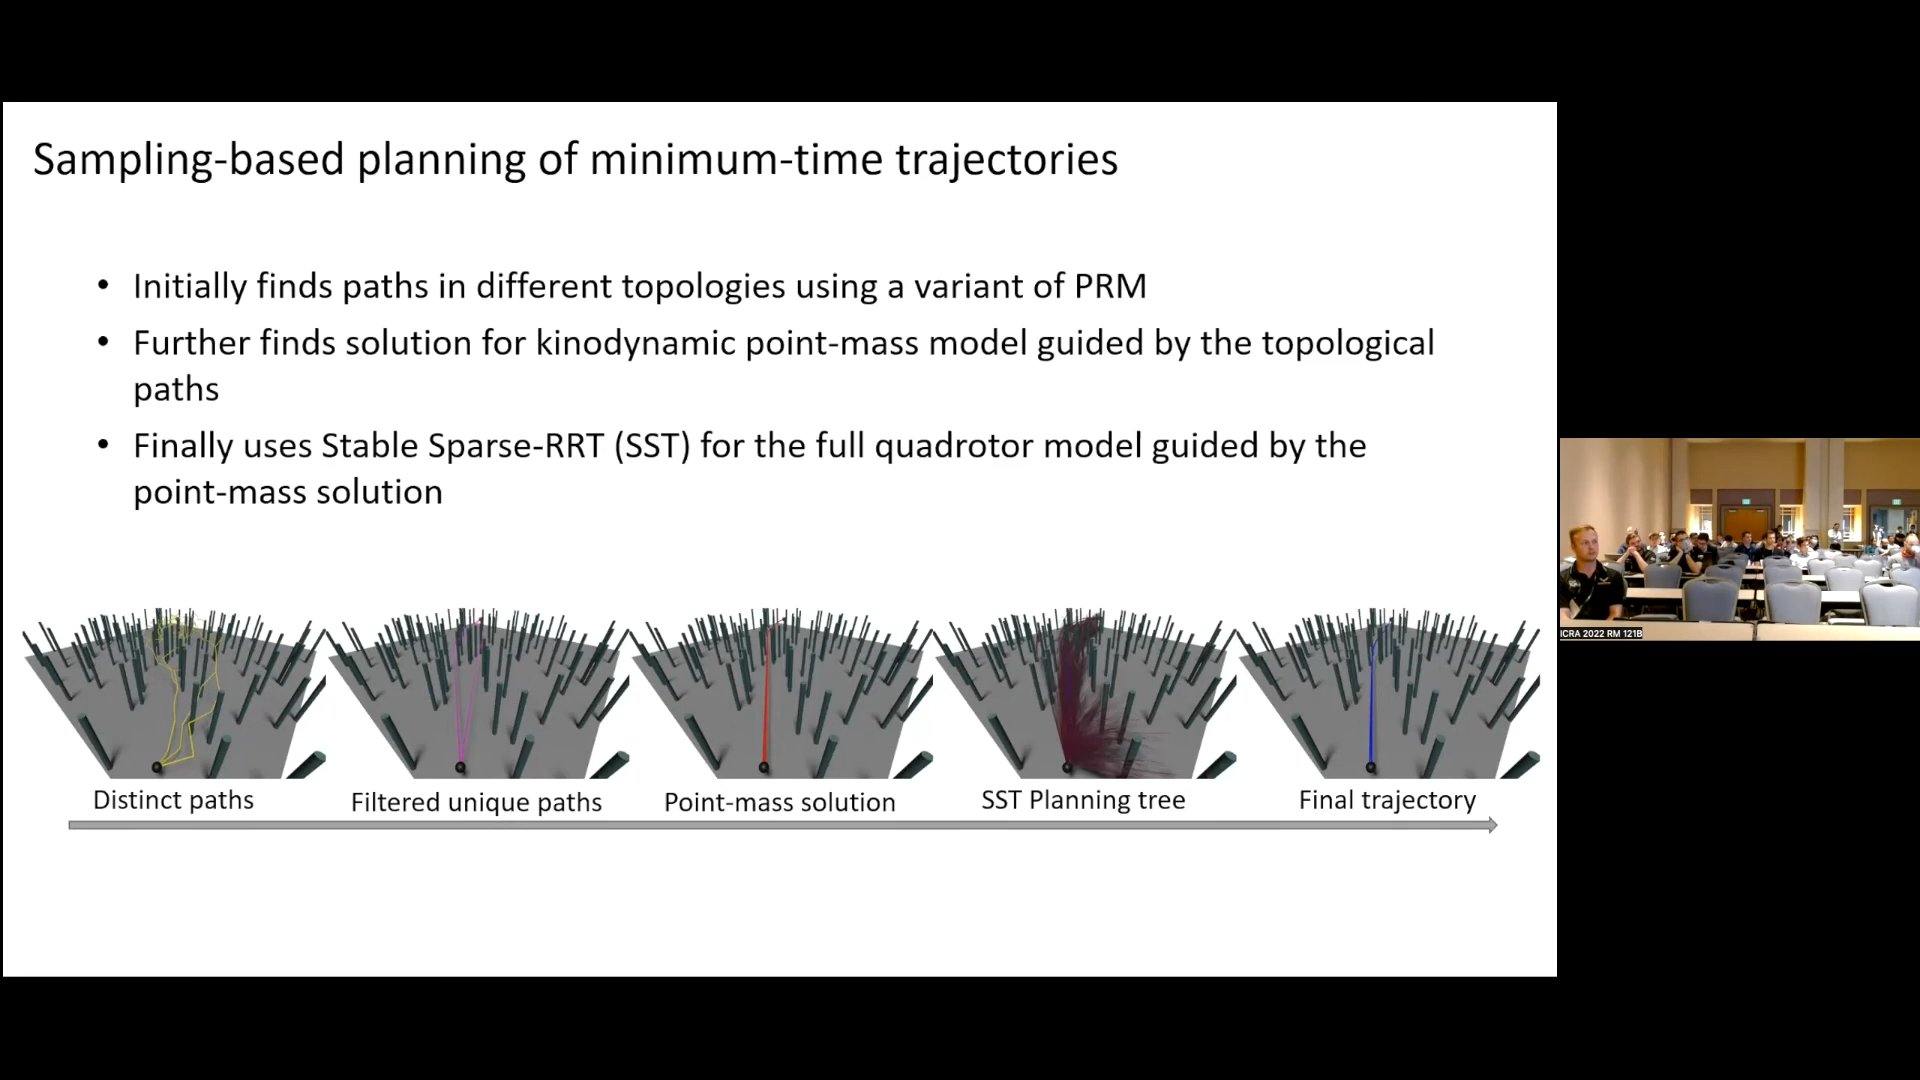 Sampling-based planning of minimum-time trajectories
• Initially finds paths in different topologies using a variant of PRM
• Further finds solution for kinodynamic point-mass model guided by the topological
paths
• Finally uses Stable Sparse-RRT (SST) for the full quadrotor model guided by the
point-mass solution
Distinct paths
Filtered unique paths
Point-mass solution
SST Planning tree
Final trajectory
ICRA 2022 RM 121B